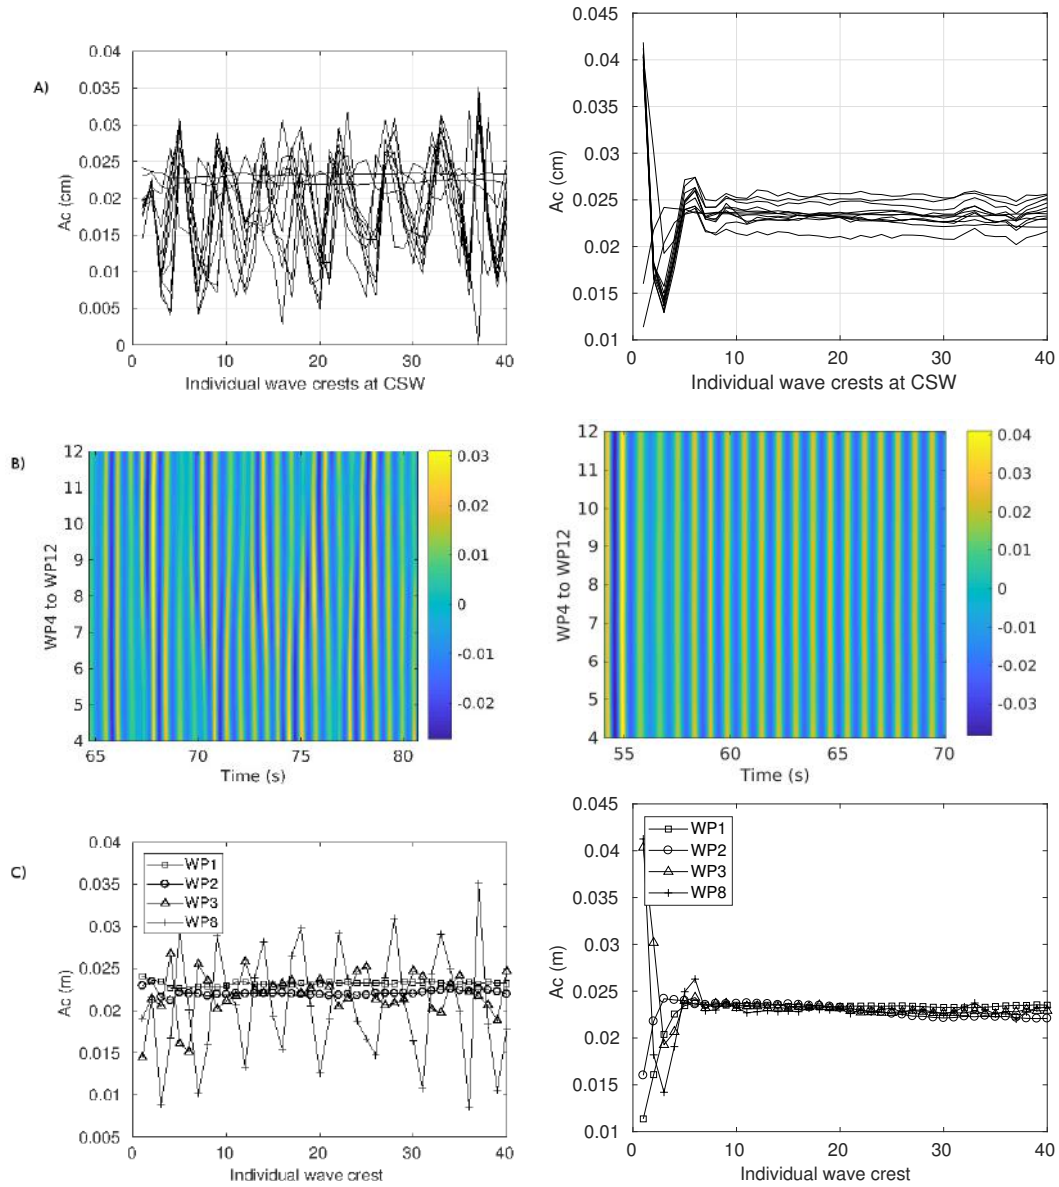 A)
0.04
0.035
0.03
0.025
0.02
0.015
0.01
0.005
0
Ac (cm)
0 10 20 30 40
Individual wave crests at CSW
0.045
0.04
0.035
0.03
0.025
0.02
0.015
0.01
Ac (cm)
0 10 20 30 40
Individual wave crests at CSW
B)
12
11
10
9
8
7
6
5
4
WP4 to WP12
65 70 75 80
Time (s)
0.03
0.02
0.01
0
-0.01
-0.02
12
11
10
9
8
7
6
5
4
WP4 to WP12
55 60 65 70
Time (s)
0.04
0.03
0.02
0.01
0
-0.01
-0.02
-0.03
C)
0.04
0.035
0.03
0.025
0.02
0.015
0.01
0.005
Ac (m)
WP1
WP2
WP3
WP8
0 10 20 30 40
Individual wave crest
0.045
0.04
0.035
0.03
0.025
0.02
0.015
0.01
Ac (m)
WP1
WP2
WP3
WP8
0 10 20 30 40
Individual wave crest